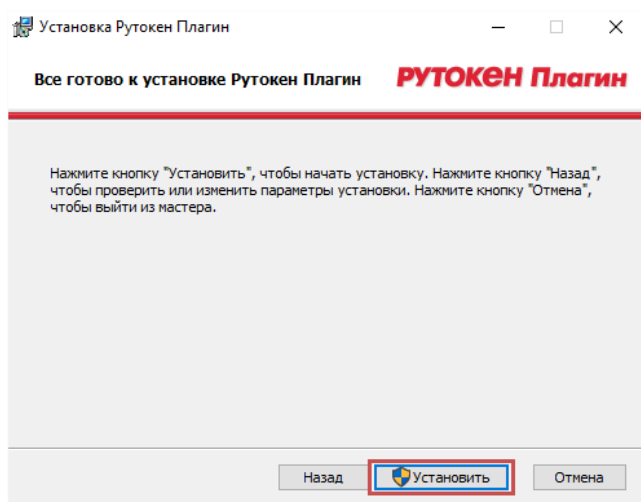 Установка Рутокен Плагин
Все готово к установке Рутокен Плагин
РУТОКЕН Плагин
Нажмите кнопку "Установить", чтобы начать установку. Нажмите кнопку "Назад",
чтобы проверить или изменить параметры установки. Нажмите кнопку "Отмена",
чтобы выйти из мастера.
Назад
Установить
Отмена